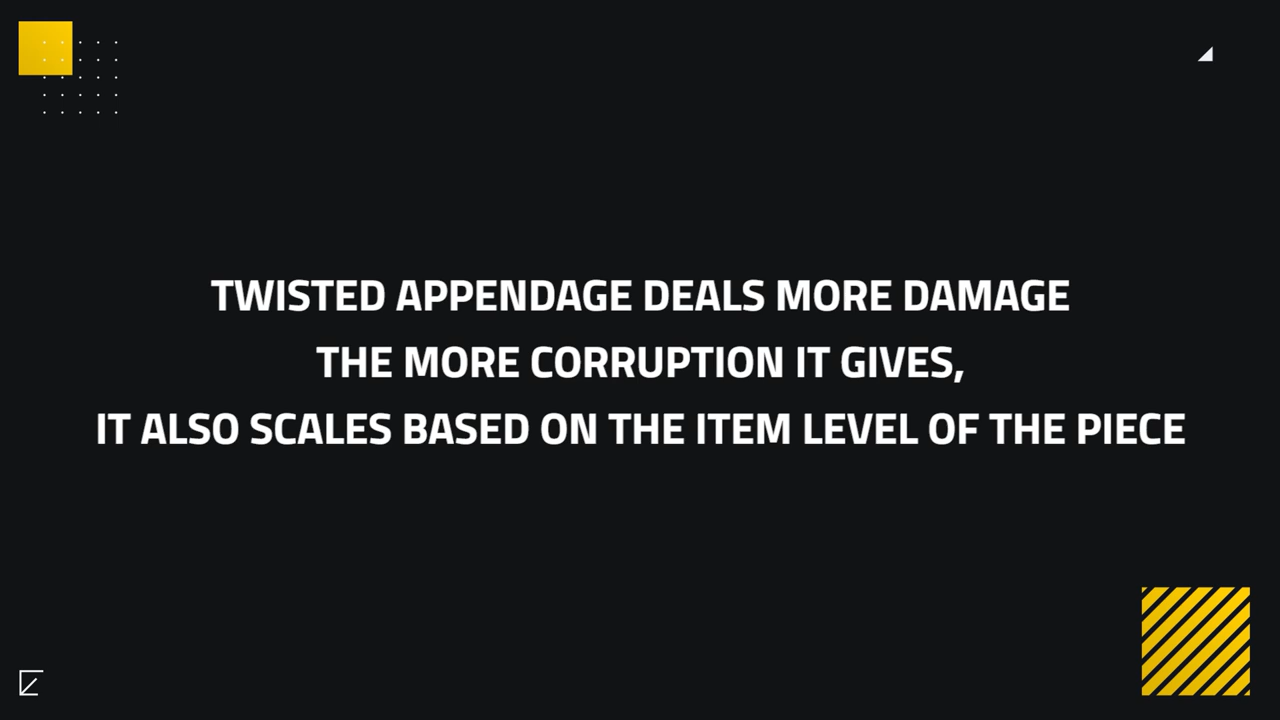 TWISTED APPENDAGE DEALS MORE DAMAGE
THE MORE CORRUPTION IT GIVES,
IT ALSO SCALES BASED ON THE ITEM LEVEL OF THE PIECE